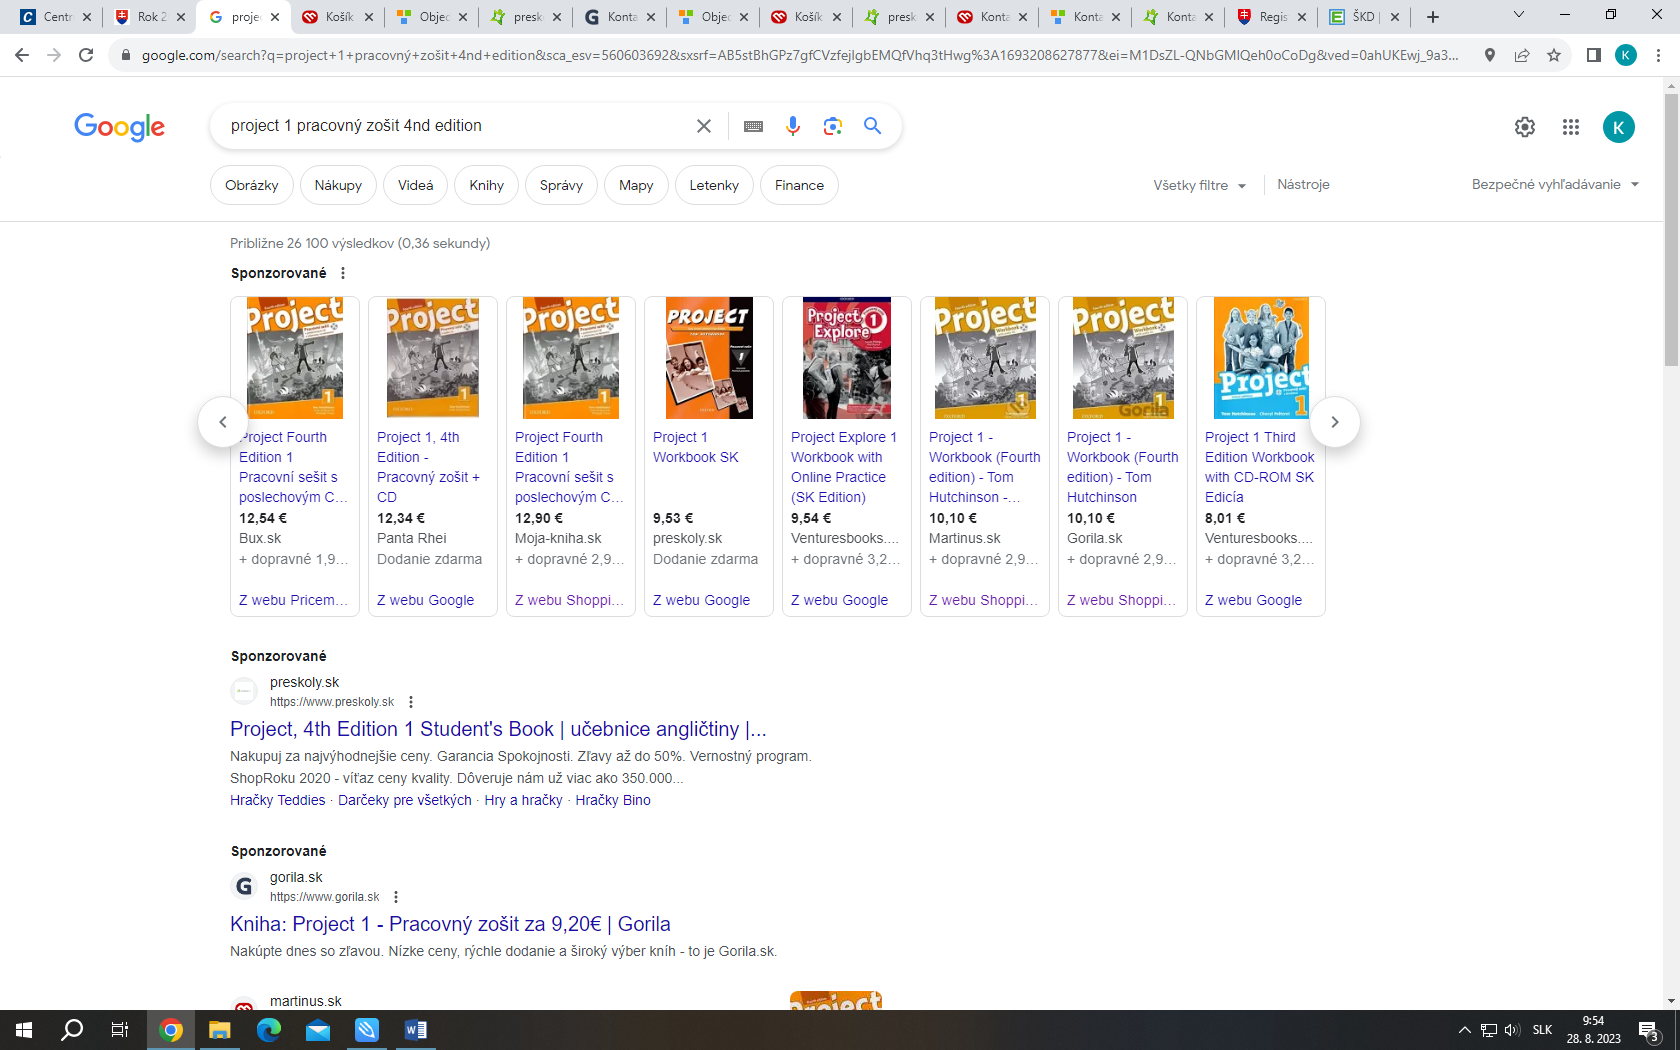 Centr
Rok 2
proje
Košík
Objec
presk
Konta
Objec
Košík
presk
Konta
Konta
Konta
Regis
ŠKD |
google.com/search?q=project+1+pracovný+zošit+4nd+edition&sca_esv=560603692&sxsrf=AB5stBhGPz7gfCVzfejlgbEMQfVhq3tHwg%3A1693208627877&ei=M1DsZL-QNbGMlQeh0oCoDg&ved=0ahUKEwj_9a3...
K
Google
project 1 pracovný zošit 4nd edition
K
Obrázky
Nákupy
Videá
Knihy
Správy
Mapy
Letenky
Finance
Všetky filtre
Nástroje
Bezpečné vyhľadávanie
Približne 26 100 výsledkov (0,36 sekundy)
Sponzorované
Project Fourth
Edition 1
Pracovní sešit s
poslechovým C...
12,54 €
Bux.sk
+ dopravné 1,9...
Z webu Pricem...
Project 1, 4th
Edition -
Pracovný zošit +
CD
12,34 €
Panta Rhei
Dodanie zdarma
Z webu Google
Project Fourth
Edition 1
Pracovní sešit s
poslechovým C...
12,90 €
Moja-kniha.sk
+ dopravné 2,9...
Z webu Shoppi...
PROJECT
Project 1
Workbook SK
9,53 €
preskoly.sk
Dodanie zdarma
Z webu Google
Project
Explore 1
Project Explore 1
Workbook with
Online Practice
(SK Edition)
9,54 €
Venturesbooks....
+ dopravné 3,2...
Z webu Google
Project 1 -
Workbook (Fourth
edition) - Tom
Hutchinson -...
10,10 €
Martinus.sk
+ dopravné 2,9...
Z webu Shoppi...
Gorila
Project 1 -
Workbook (Fourth
edition) - Tom
Hutchinson
10,10 €
Gorila.sk
+ dopravné 2,9...
Z webu Shoppi...
Project
1
Project 1 Third
Edition Workbook
with CD-ROM SK
Edicía
8,01 €
Venturesbooks....
+ dopravné 3,2...
Z webu Google
Sponzorované
preskoly.sk
https://www.preskoly.sk
Project, 4th Edition 1 Student's Book | učebnice angličtiny |...
Nakupuj za najvýhodnejšie ceny. Garancia Spokojnosti. Zľavy až do 50%. Vernostný program.
ShopRoku 2020 - víťaz ceny kvality. Dôveruje nám už viac ako 350.000...
Hračky Teddies · Darčeky pre všetkých · Hry a hračky · Hračky Bino
Sponzorované
gorila.sk
https://www.gorila.sk
Kniha: Project 1 - Pracovný zošit za 9,20€ | Gorila
Nakúpte dnes so zľavou. Nízke ceny, rýchle dodanie a široký výber kníh - to je Gorila.sk.
martinus.sk
Project
SLK
9:54
28. 8. 2023
3